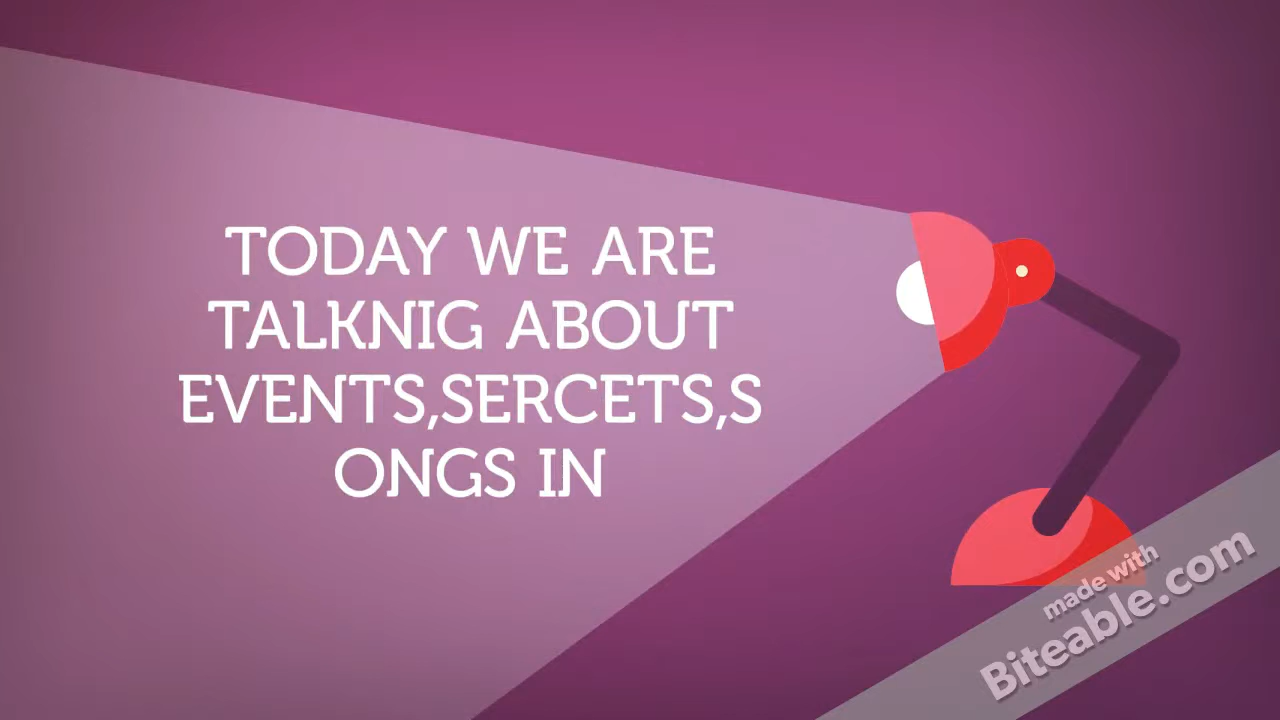 TODAY WE ARE
TALKNIG ABOUT
EVENTS,SERCETS,S
ONGS IN
made with
Biteable.com